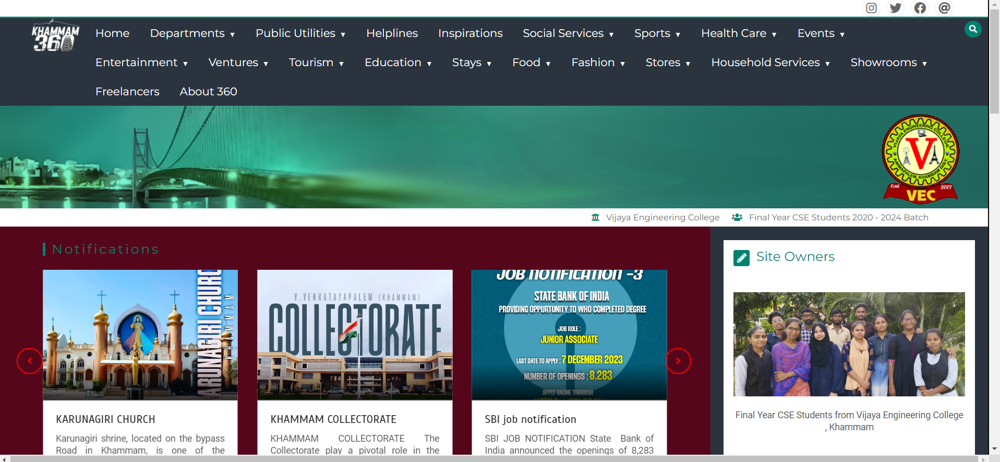 KHAMMAM
360
Home Departments ▼ Public Utilities ▼ Helplines Inspirations Social Services ▼ Sports ▼ Health Care ▼ Events ▼
Entertainment ▼ Ventures ▼ Tourism ▼ Education ▼ Stays ▼ Food ▼ Fashion ▼ Stores ▼ Household Services ▼ Showrooms ▼
Freelancers About 360
VIJAYA ENGINEERING COLLEGE
V
AMMAPALEM, KHAMMAM DIST.
Estd 2007
VEC
Vijaya Engineering College Final Year CSE Students 2020 - 2024 Batch
Notifications
KARUNAGIRI CHURCH
KHAMMAM
V.VENKATAYAPALEM (KHAMMAM)
COLLECTORATE
JOB NOTIFICATION -3
STATE BANK OF INDIA
PROVIDING OPPURTUNITY TO WHO COMPLETED DEGREE
JOB ROLE :
JUNIOR ASSOCIATE
LAST DATE TO APPLY : 7 DECEMBER 2023
NUMBER OF OPENINGS : 8,283
APPLY ONLINE THROUGH
KARUNAGIRI CHURCH
Karunagiri shrine, located on the bypass
Road in Khammam, is one of the
KHAMMAM COLLECTORATE
KHAMMAM COLLECTORATE The
Collectorate play a pivotal role in the
SBI job notification
SBI JOB NOTIFICATION State Bank of
India announced the openings of 8,283
Site Owners
Final Year CSE Students from Vijaya Engineering College
, Khammam